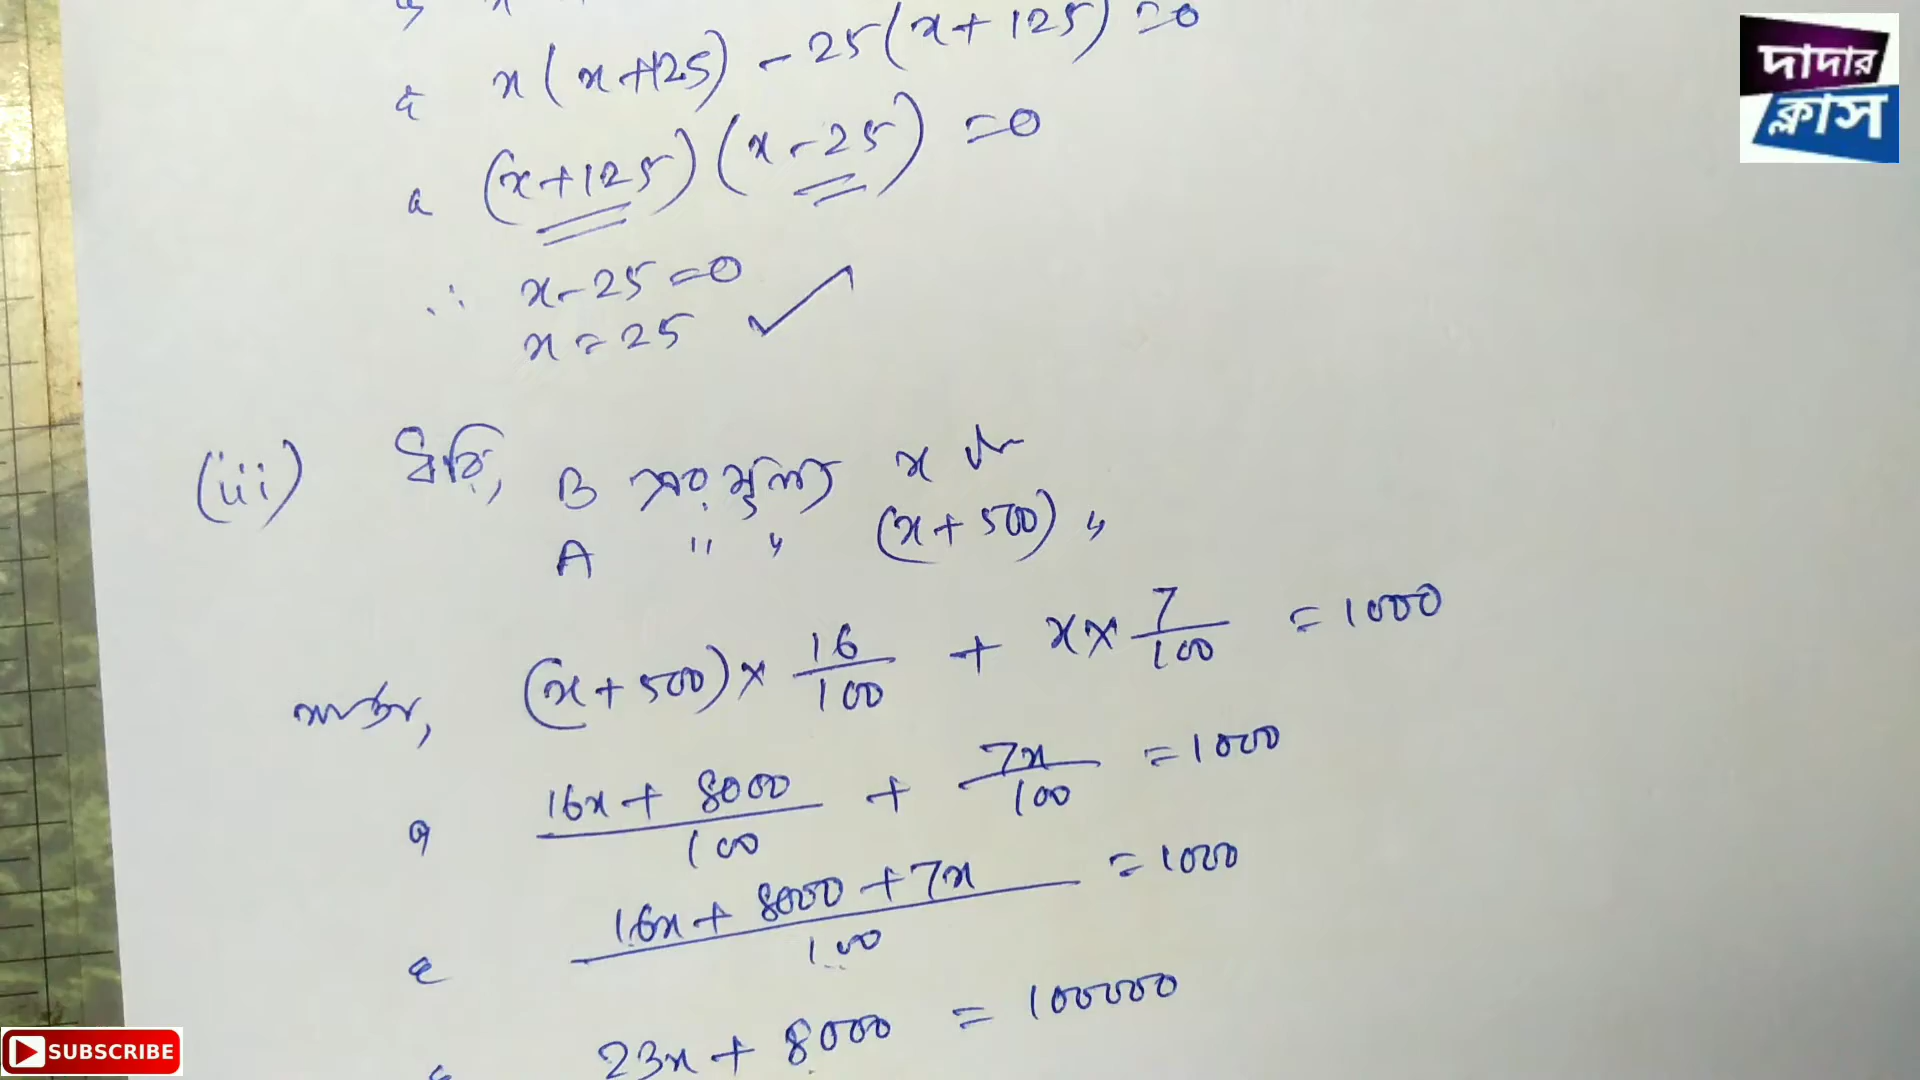 x(x+125) - 25(x+125) = 0
(x+125)(x-25) = 0
∴ x-25 = 0
x = 25 ✓
(iii) ধরি, B এর মূল্য x টাকা
A " " (x+500) "
(x+500) × 16/100 + x × 7/100 = 1000
বা (16x + 8000)/100 + 7x/100 = 1000
বা (16x + 8000 + 7x)/100 = 1000
23x + 8000 = 100000
দাদার
ক্লাস
SUBSCRIBE